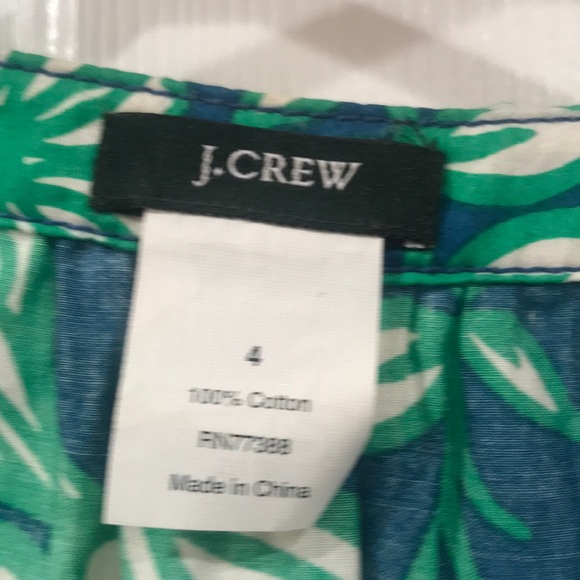 J.CREW
4
100% Cotton
RN77388
Made in China